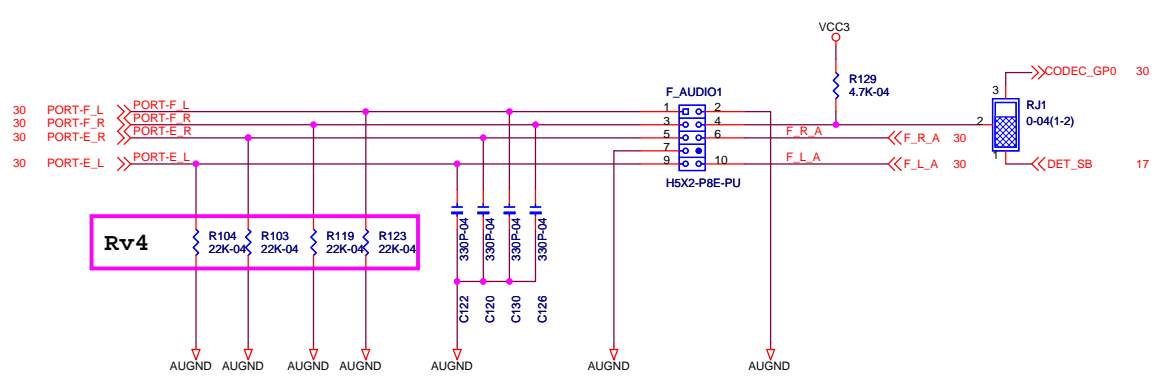 VCC3
R129
4.7K-04
CODEC_GP0 30
3
RJ1
0-04(1-2)
2
1
DET_SB 17
F_AUDIO1
30 PORT-F_L PORT-F_L 1 2
30 PORT-F_R PORT-F_R 3 4
30 PORT-E_R PORT-E_R 5 6 F_R_A F_R_A 30
7
30 PORT-E_L PORT-E_L 9 10 F_L_A F_L_A 30
H5X2-P8E-PU
Rv4
R104 R103 R119 R123
22K-04 22K-04 22K-04 22K-04
330P-04 330P-04 330P-04 330P-04
C122 C120 C130 C126
AUGND AUGND AUGND AUGND AUGND AUGND AUGND